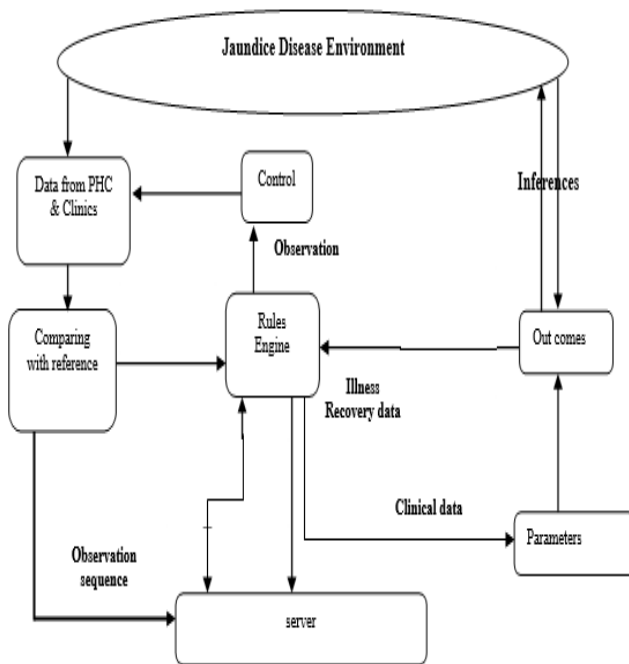 Jaundice Disease Environment
Data from PHC
& Clinics
Control
Inferences
Observation
Comparing
with reference
Rules
Engine
Out comes
Illness
Recovery data
Clinical data
Parameters
Observation
sequence
server